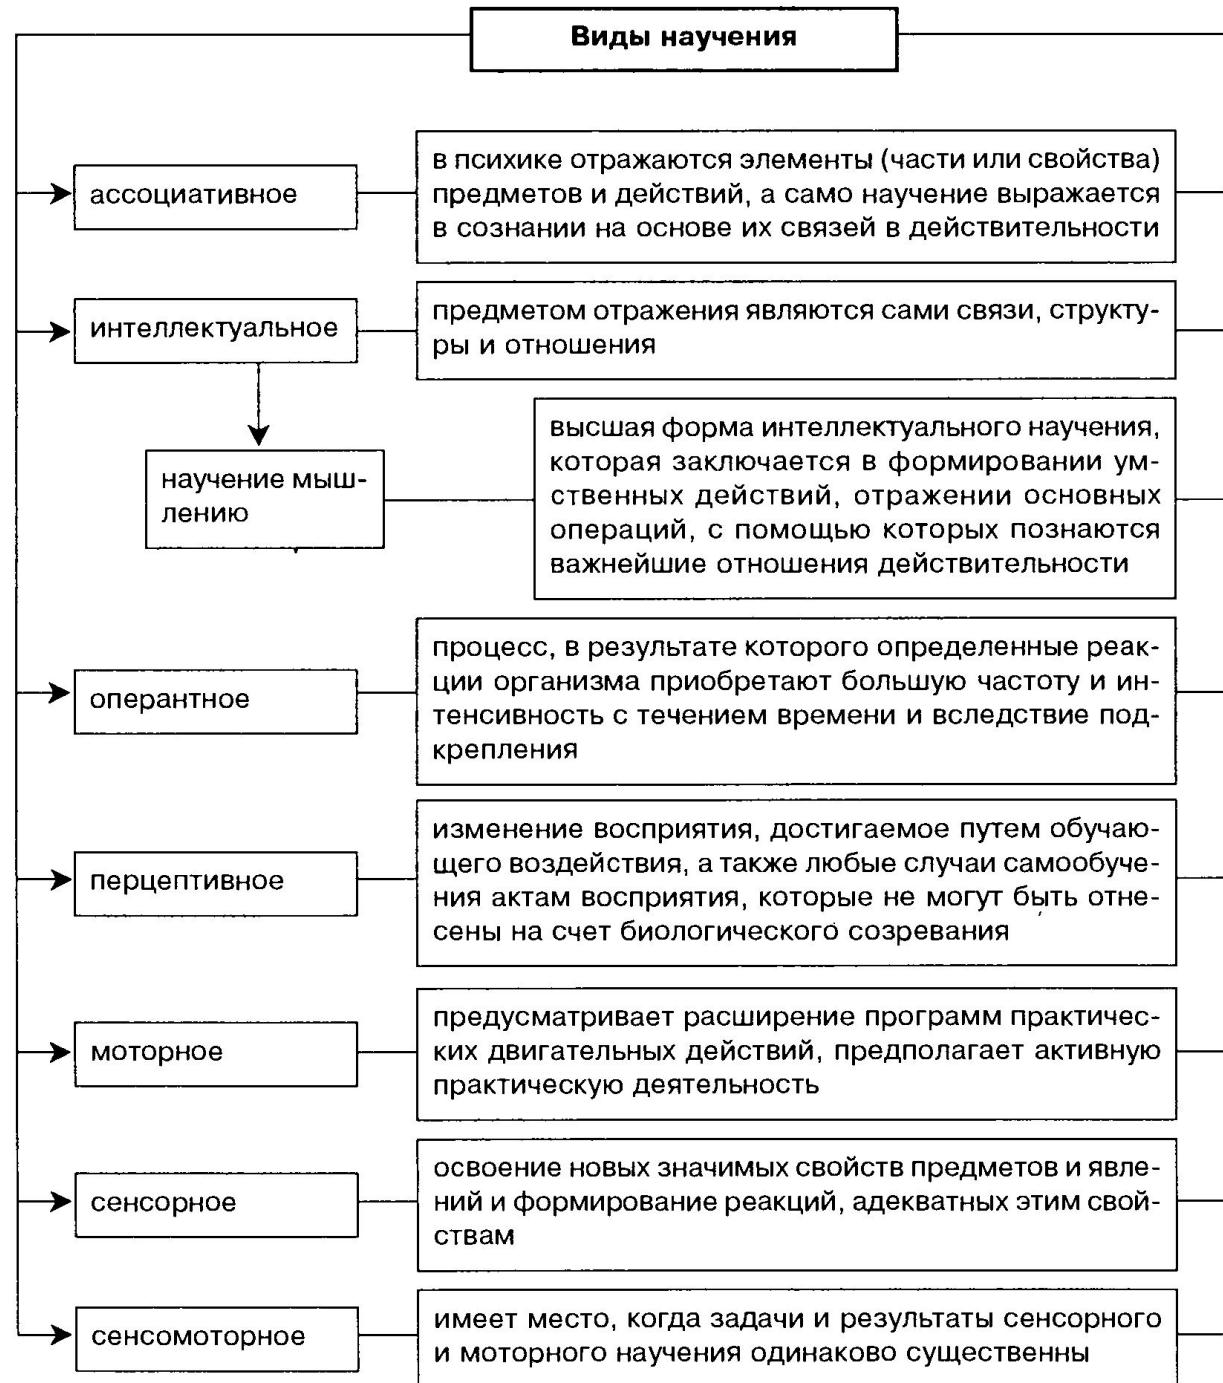 Виды научения
ассоциативное
в психике отражаются элементы (части или свойства)
предметов и действий, а само научение выражается
в сознании на основе их связей в действительности
интеллектуальное
предметом отражения являются сами связи, структу-
ры и отношения
научение мыш-
лению
высшая форма интеллектуального научения,
которая заключается в формировании ум-
ственных действий, отражении основных
операций, с помощью которых познаются
важнейшие отношения действительности
оперантное
процесс, в результате которого определенные реак-
ции организма приобретают большую частоту и ин-
тенсивность с течением времени и вследствие под-
крепления
перцептивное
изменение восприятия, достигаемое путем обучаю-
щего воздействия, а также любые случаи самообуче-
ния актам восприятия, которые не могут быть отне-
сены на счет биологического созревания
моторное
предусматривает расширение программ практичес-
ких двигательных действий, предполагает активную
практическую деятельность
сенсорное
освоение новых значимых свойств предметов и явле-
ний и формирование реакций, адекватных этим свой-
ствам
сенсомоторное
имеет место, когда задачи и результаты сенсорного
и моторного научения одинаково существенны